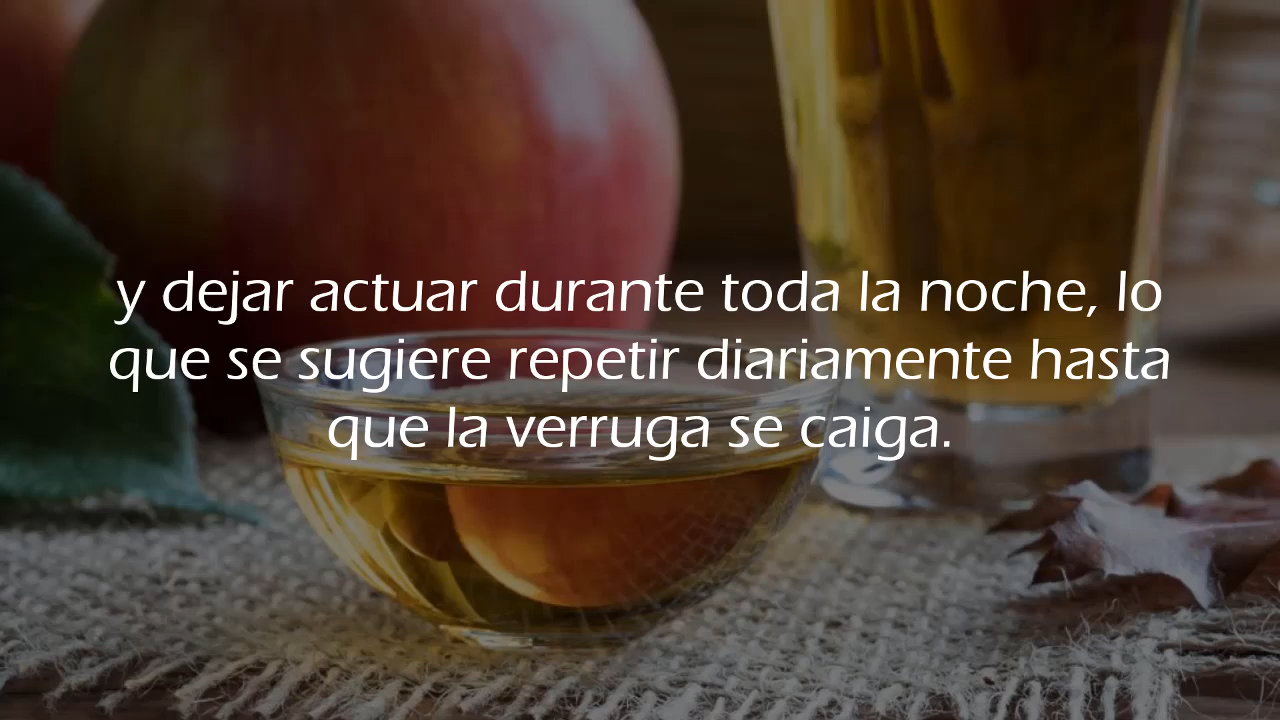 y dejar actuar durante toda la noche, lo
que se sugiere repetir diariamente hasta
que la verruga se caiga.